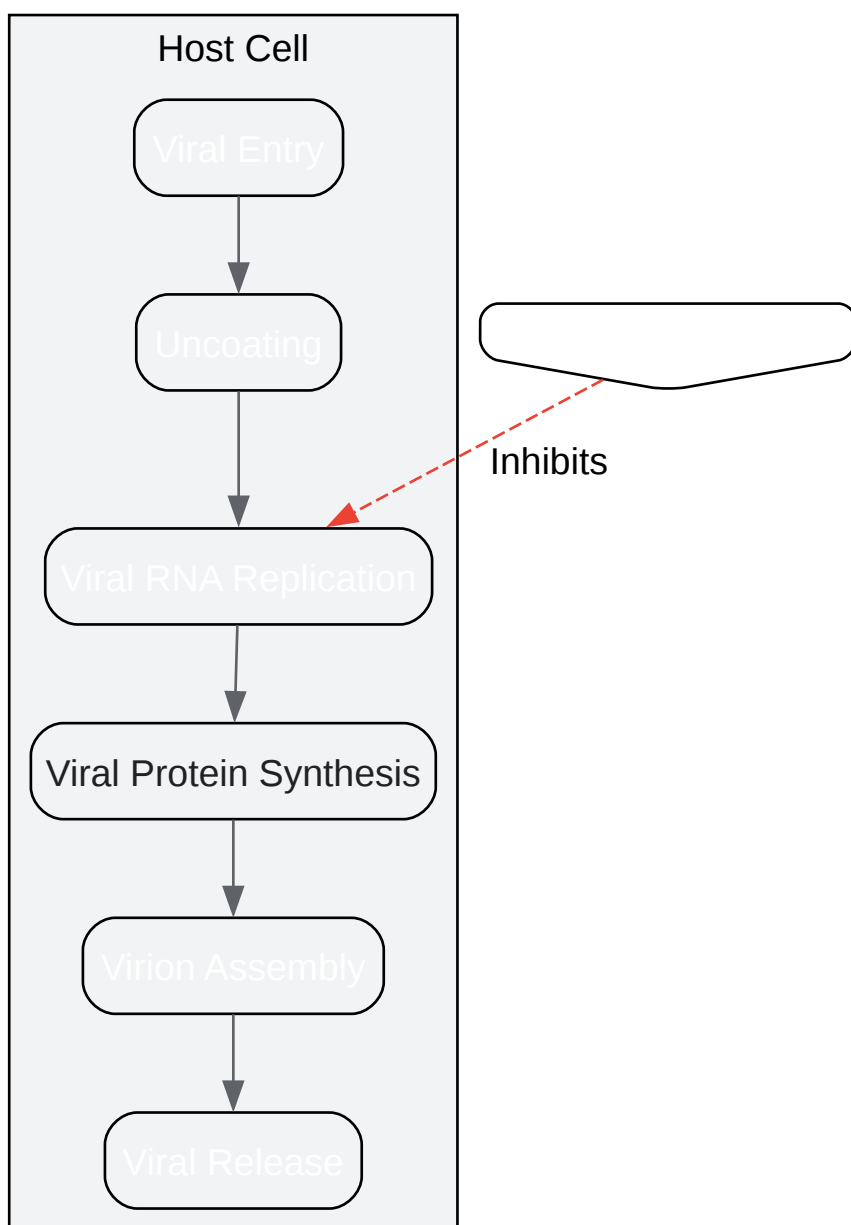 Host Cell
Viral Entry
Uncoating
Inhibits
Viral RNA Replication
Viral Protein Synthesis
Virion Assembly
Viral Release